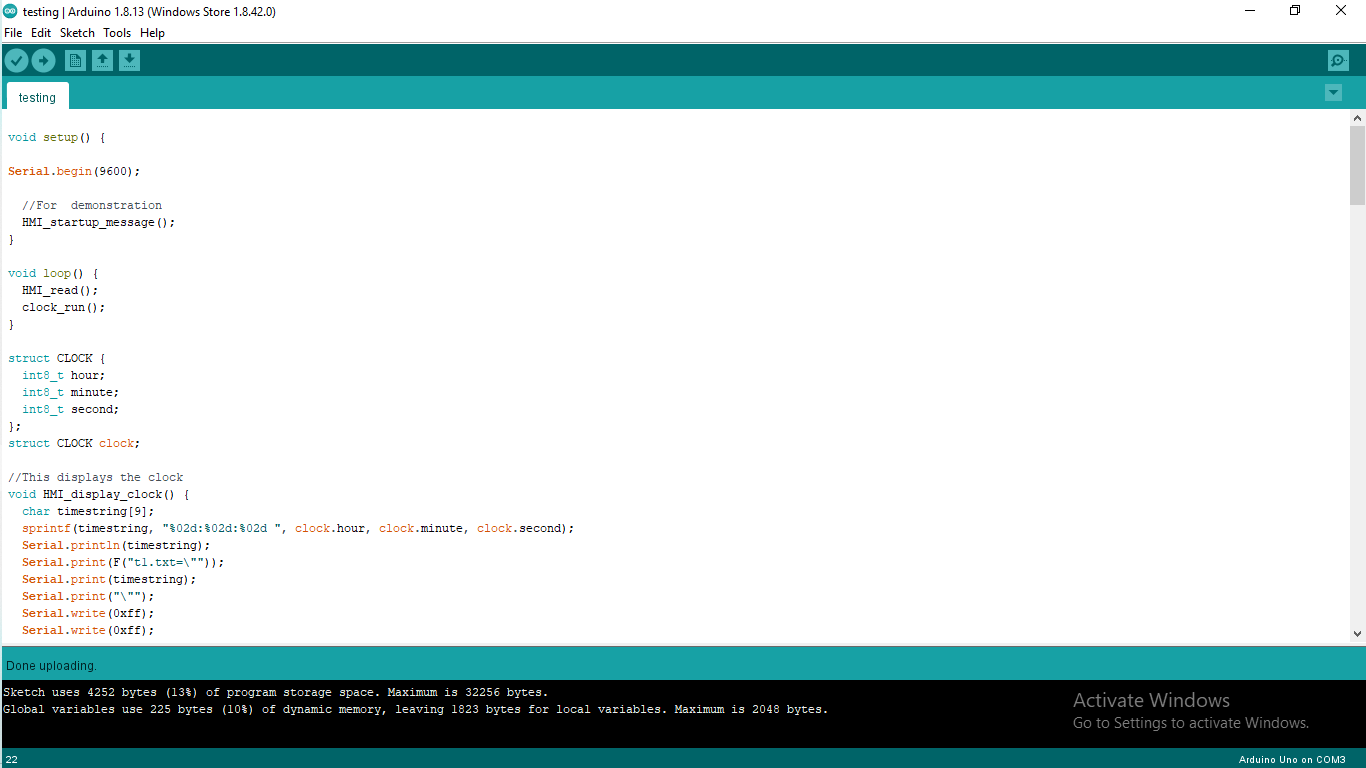 testing | Arduino 1.8.13 (Windows Store 1.8.42.0)
File Edit Sketch Tools Help
testing
void setup() {
Serial.begin(9600);
//For  demonstration
HMI_startup_message();
}
void loop() {
HMI_read();
clock_run();
}
struct CLOCK {
int8_t hour;
int8_t minute;
int8_t second;
};
struct CLOCK clock;
//This displays the clock
void HMI_display_clock() {
char timestring[9];
sprintf(timestring, "%02d:%02d:%02d ", clock.hour, clock.minute, clock.second);
Serial.println(timestring);
Serial.print(F("t1.txt=\""));
Serial.print(timestring);
Serial.print("\"");
Serial.write(0xff);
Serial.write(0xff);
Done uploading.
Sketch uses 4252 bytes (13%) of program storage space. Maximum is 32256 bytes.
Global variables use 225 bytes (10%) of dynamic memory, leaving 1823 bytes for local variables. Maximum is 2048 bytes.
Activate Windows
Go to Settings to activate Windows.
22
Arduino Uno on COM3